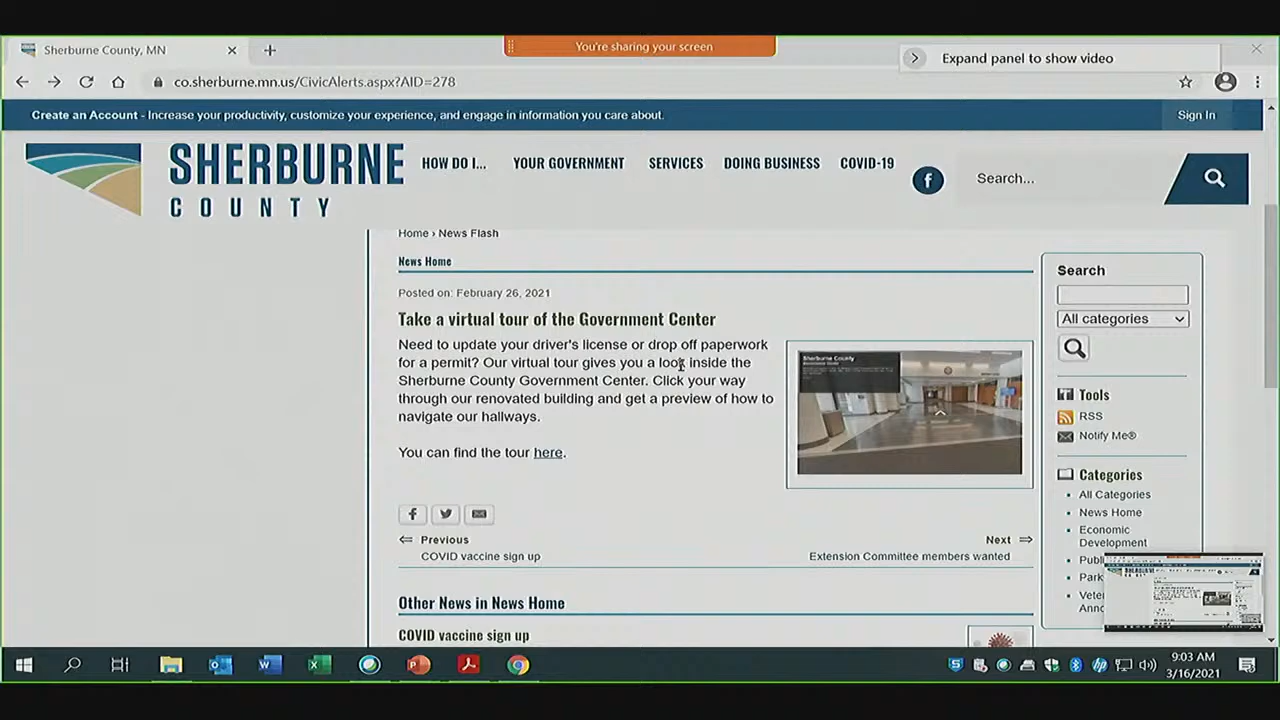 Sherburne County, MN
You're sharing your screen
Expand panel to show video
co.sherburne.mn.us/CivicAlerts.aspx?AID=278
Create an Account - Increase your productivity, customize your experience, and engage in information you care about.
Sign In
SHERBURNE
COUNTY
HOW DO I...
YOUR GOVERNMENT
SERVICES
DOING BUSINESS
COVID-19
Search...
Home › News Flash
News Home
Posted on: February 26, 2021
Take a virtual tour of the Government Center
Need to update your driver's license or drop off paperwork
for a permit? Our virtual tour gives you a look inside the
Sherburne County Government Center. Click your way
through our renovated building and get a preview of how to
navigate our hallways.
You can find the tour here.
Sherburne County
Previous
COVID vaccine sign up
Next
Extension Committee members wanted
Other News in News Home
COVID vaccine sign up
Search
All categories
Tools
RSS
Notify Me®
Categories
All Categories
News Home
Economic
Development
9:03 AM
3/16/2021